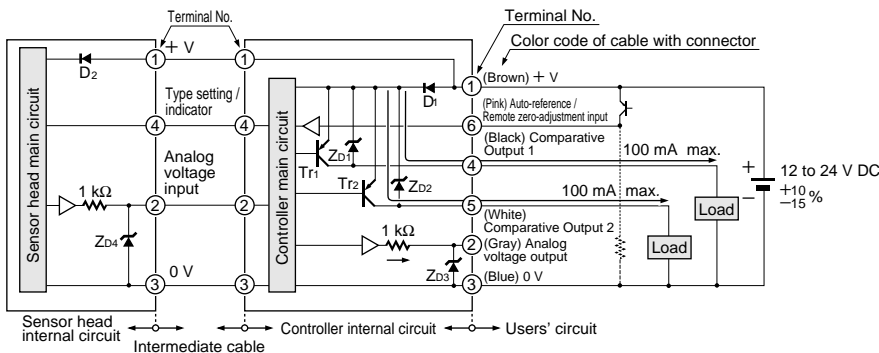 Terminal No.
Terminal No.
Color code of cable with connector
Sensor head main circuit
D2
1 + V
1
Type setting /
indicator
4
4
Analog
voltage
input
1 kΩ
2
2
ZD4
3 0 V
3
Controller main circuit
D1
1 (Brown) + V
6 (Pink) Auto-reference /
Remote zero-adjustment input
Tr1
ZD1
(Black) Comparative
4 Output 1
100 mA max.
Tr2
ZD2
100 mA max.
5
(White)
Comparative Output 2
1 kΩ
2 (Gray) Analog
voltage output
ZD3
3 (Blue) 0 V
Load
Load
+
−
12 to 24 V DC
+10
−15 %
Sensor head
internal circuit
Intermediate cable
Controller internal circuit
Users' circuit